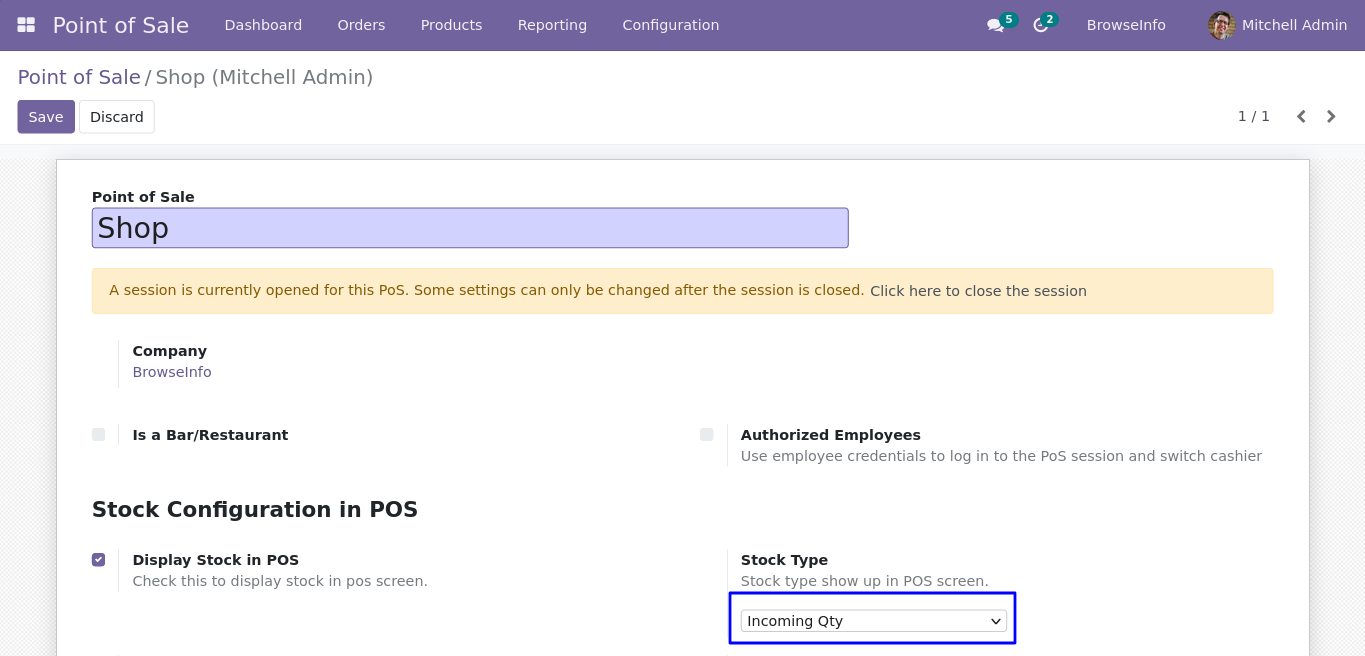 Point of Sale Dashboard Orders Products Reporting Configuration 5 2 BrowseInfo Mitchell Admin
Point of Sale / Shop (Mitchell Admin)
Save Discard 1 / 1
Point of Sale
Shop
A session is currently opened for this PoS. Some settings can only be changed after the session is closed. Click here to close the session
Company
BrowseInfo
Is a Bar/Restaurant
Authorized Employees
Use employee credentials to log in to the PoS session and switch cashier
Stock Configuration in POS
Display Stock in POS
Check this to display stock in pos screen.
Stock Type
Stock type show up in POS screen.
Incoming Qty